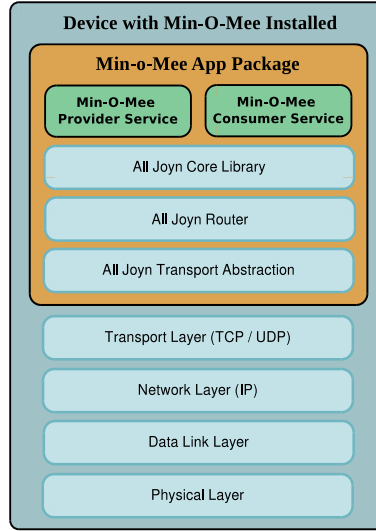 Device with Min-O-Mee Installed
Min-o-Mee App Package
Min-O-Mee
Provider Service
Min-O-Mee
Consumer Service
All Joyn Core Library
All Joyn Router
All Joyn Transport Abstraction
Transport Layer (TCP / UDP)
Network Layer (IP)
Data Link Layer
Physical Layer